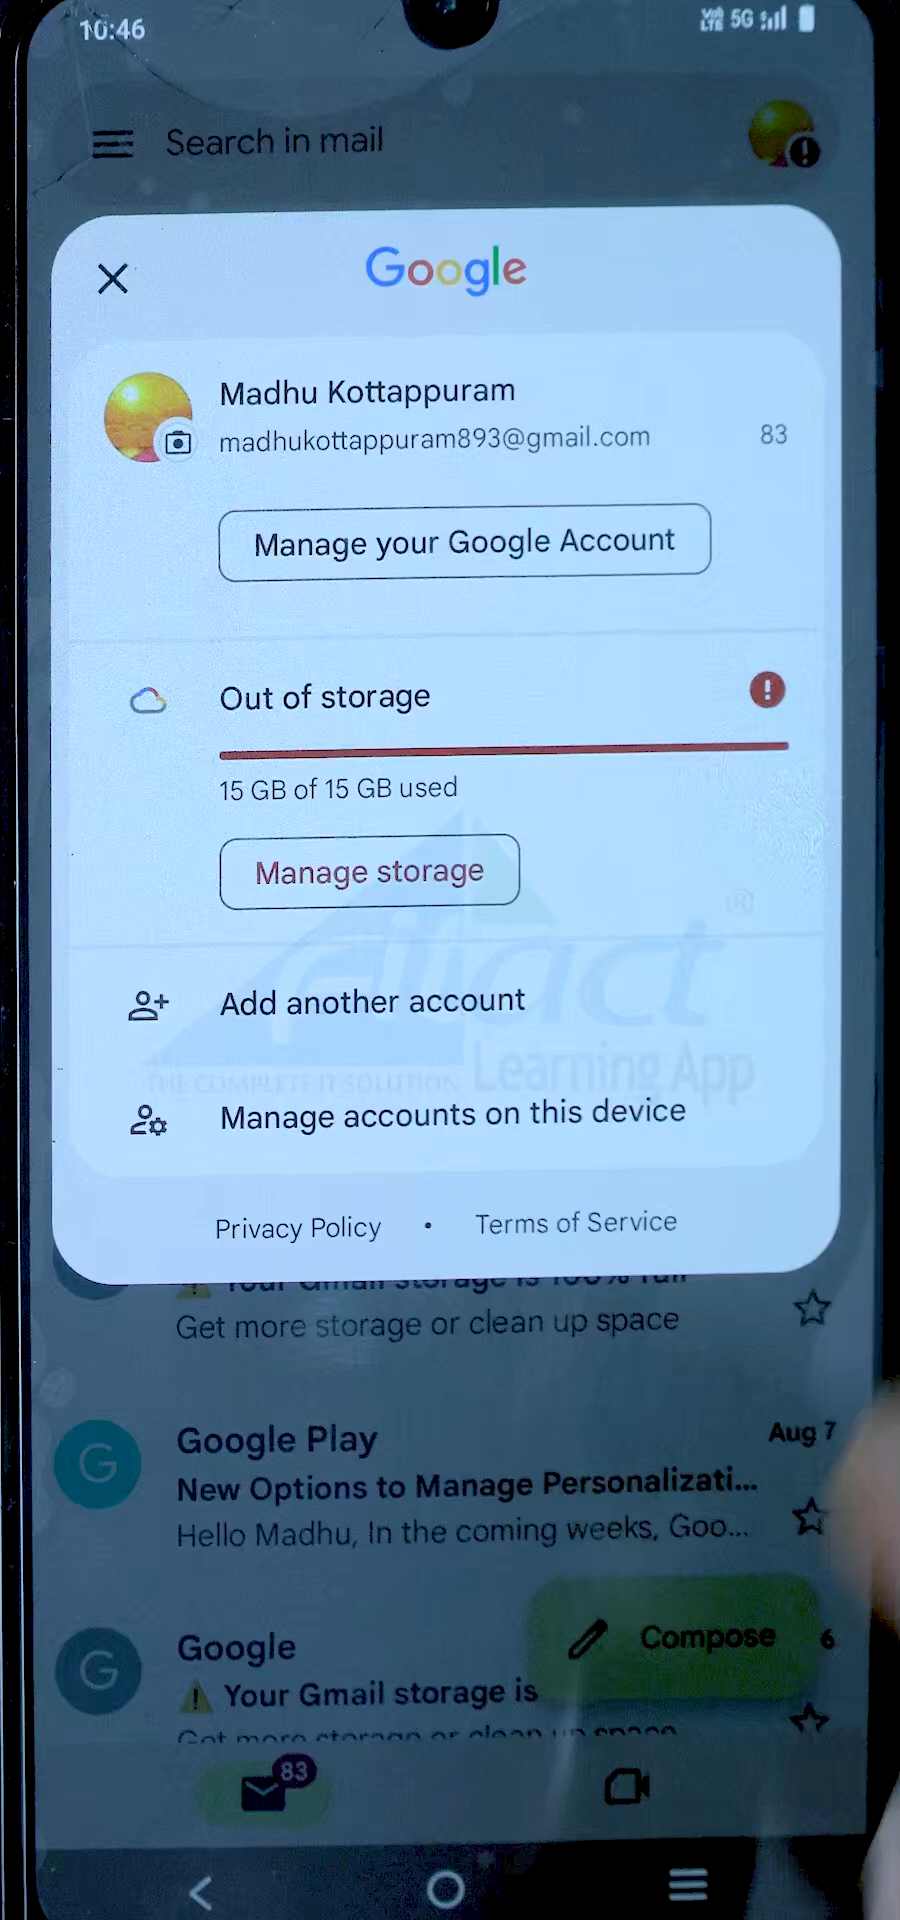 10:46
Vo) LTE 5G
Search in mail
Google
Madhu Kottappuram
madhukottappuram893@gmail.com
83
Manage your Google Account
Out of storage
15 GB of 15 GB used
Manage storage
Add another account
Manage accounts on this device
THE COMPLETE IT SOLUTION
Learning App
Privacy Policy • Terms of Service
Your Gmail storage is 100% full
Get more storage or clean up space
G
Google Play
Aug 7
New Options to Manage Personalizati...
Hello Madhu, In the coming weeks, Goo...
G
Google
Compose
6
Your Gmail storage is
Get more storage or clean up space
83